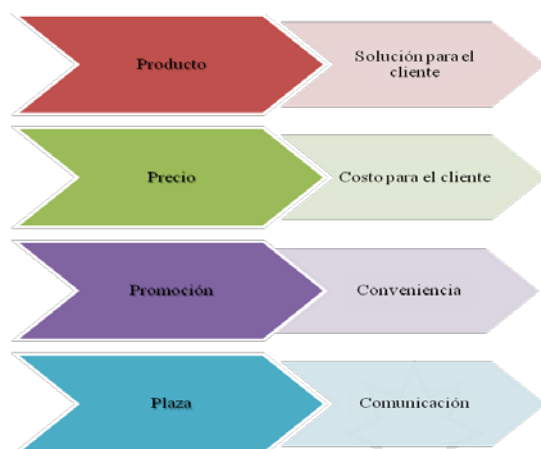 Producto
Solución para el
cliente
Precio
Costo para el cliente
Promoción
Conveniencia
Plaza
Comunicación